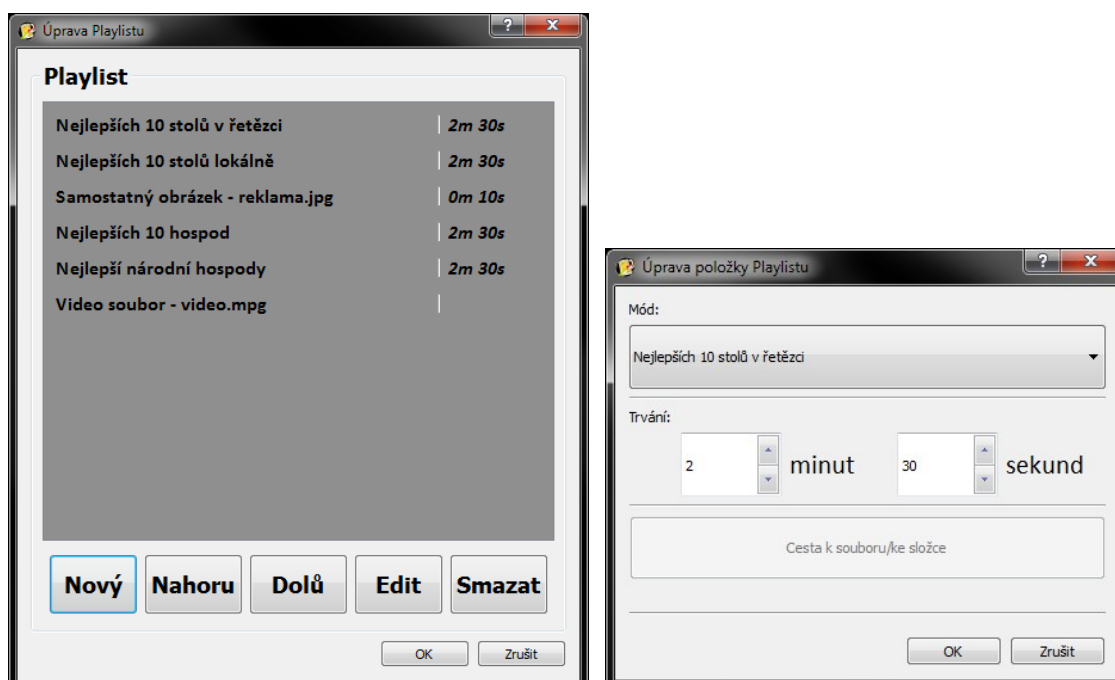 Úprava Playlistu
Playlist
Nejlepších 10 stolů v řetězci 2m 30s
Nejlepších 10 stolů lokálně 2m 30s
Samostatný obrázek - reklama.jpg 0m 10s
Nejlepších 10 hospod 2m 30s
Nejlepší národní hospody 2m 30s
Video soubor - video.mpg
Nový Nahoru Dolů Edit Smazat
OK Zrušit
Úprava položky Playlistu
Mód:
Nejlepších 10 stolů v řetězci
Trvání:
2 minut 30 sekund
Cesta k souboru/ke složce
OK Zrušit